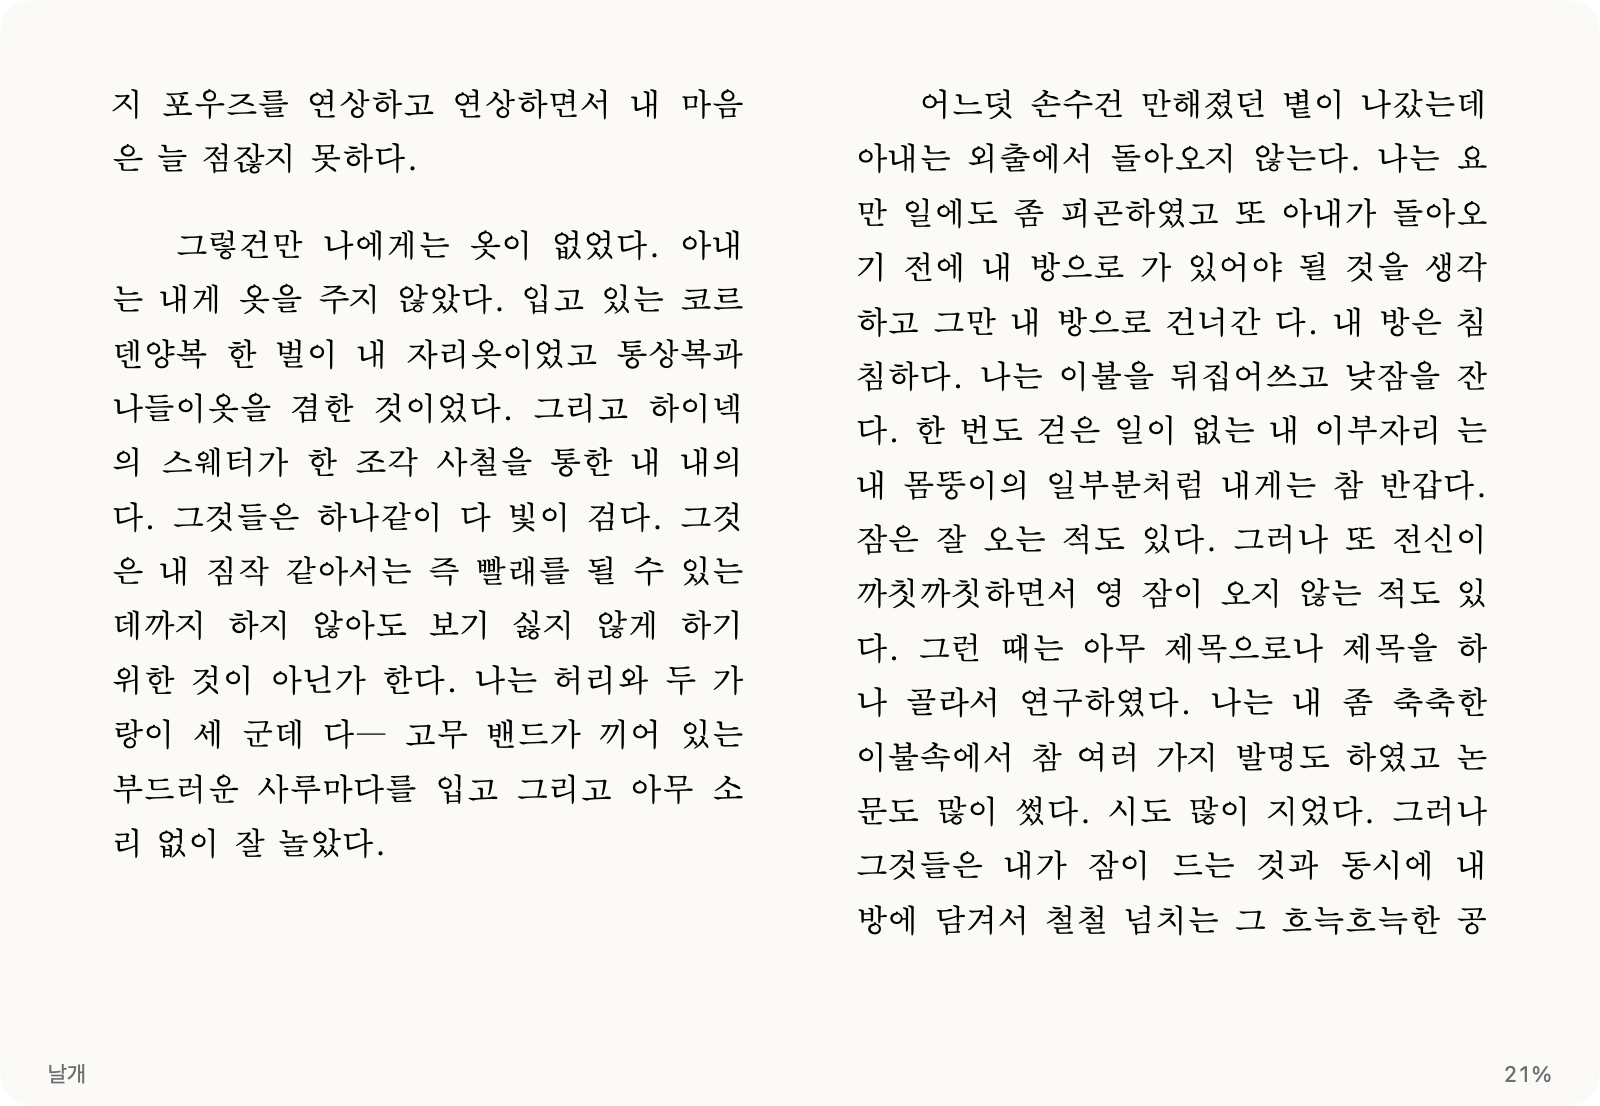 지 포우즈를 연상하고 연상하면서 내 마음
은 늘 점잖지 못하다.
그렇건만 나에게는 옷이 없었다. 아내
는 내게 옷을 주지 않았다. 입고 있는 코르
덴양복 한 벌이 내 자리옷이었고 통상복과
나들이옷을 겸한 것이었다. 그리고 하이넥
의 스웨터가 한 조각 사철을 통한 내 내의
다. 그것들은 하나같이 다 빛이 검다. 그것
은 내 짐작 같아서는 즉 빨래를 될 수 있는
데까지 하지 않아도 보기 싫지 않게 하기
위한 것이 아닌가 한다. 나는 허리와 두 가
랑이 세 군데 다— 고무 밴드가 끼어 있는
부드러운 사루마다를 입고 그리고 아무 소
리 없이 잘 놀았다.
어느덧 손수건 만해졌던 볕이 나갔는데
아내는 외출에서 돌아오지 않는다. 나는 요
만 일에도 좀 피곤하였고 또 아내가 돌아오
기 전에 내 방으로 가 있어야 될 것을 생각
하고 그만 내 방으로 건너간 다. 내 방은 침
침하다. 나는 이불을 뒤집어쓰고 낮잠을 잔
다. 한 번도 걷은 일이 없는 내 이부자리 는
내 몸뚱이의 일부분처럼 내게는 참 반갑다.
잠은 잘 오는 적도 있다. 그러나 또 전신이
까칫까칫하면서 영 잠이 오지 않는 적도 있
다. 그런 때는 아무 제목으로나 제목을 하
나 골라서 연구하였다. 나는 내 좀 축축한
이불속에서 참 여러 가지 발명도 하였고 논
문도 많이 썼다. 시도 많이 지었다. 그러나
그것들은 내가 잠이 드는 것과 동시에 내
방에 담겨서 철철 넘치는 그 흐늑흐늑한 공
날개
21%